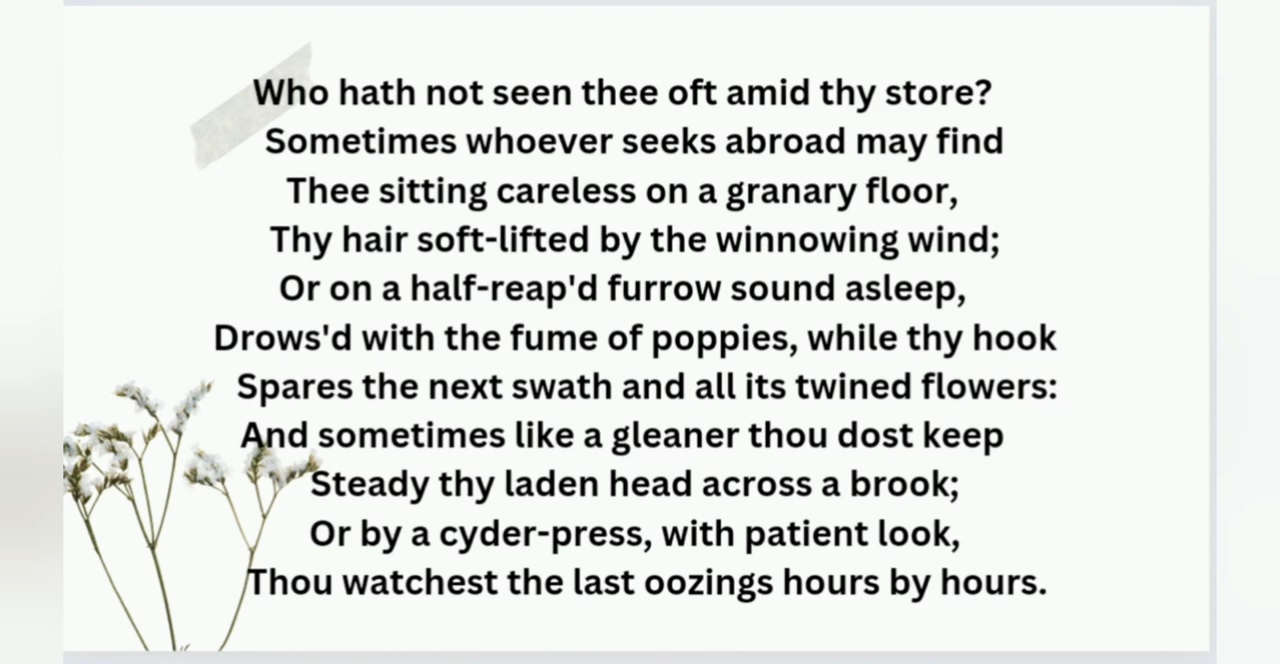 Who hath not seen thee oft amid thy store?
Sometimes whoever seeks abroad may find
Thee sitting careless on a granary floor,
Thy hair soft-lifted by the winnowing wind;
Or on a half-reap'd furrow sound asleep,
Drows'd with the fume of poppies, while thy hook
Spares the next swath and all its twined flowers:
And sometimes like a gleaner thou dost keep
Steady thy laden head across a brook;
Or by a cyder-press, with patient look,
Thou watchest the last oozings hours by hours.